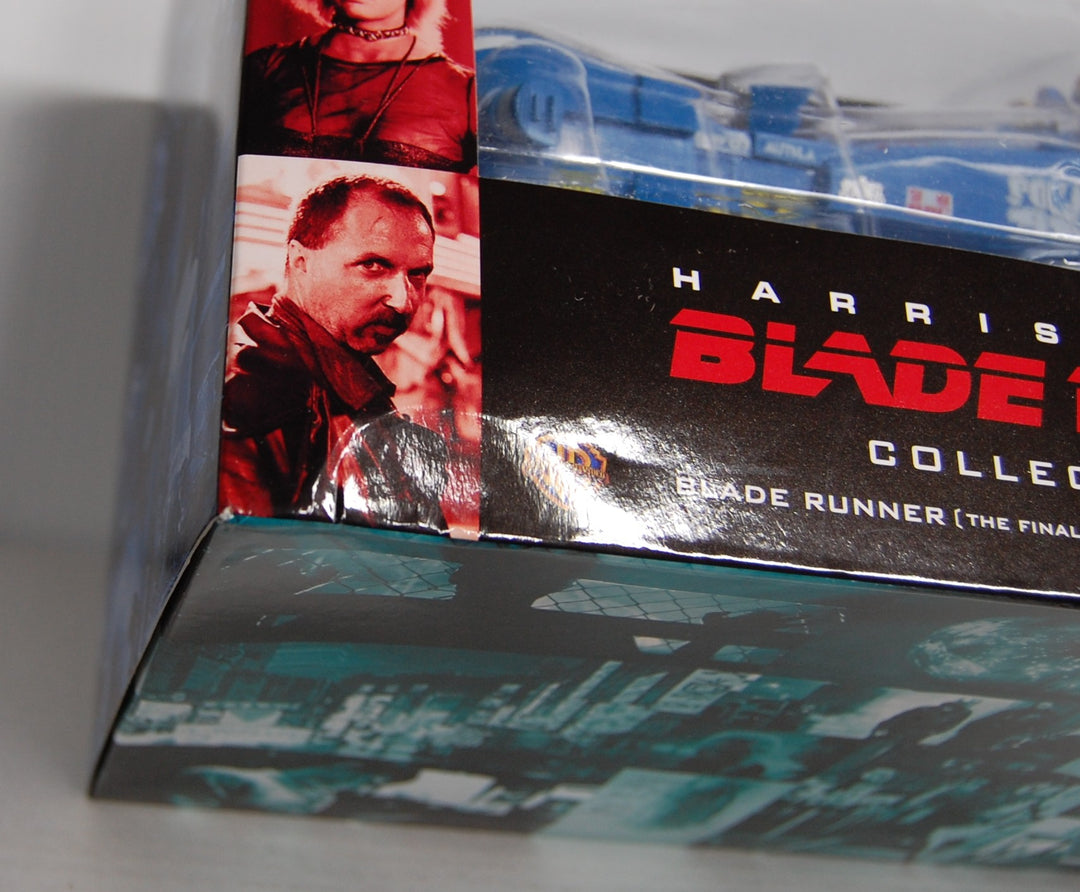 HARRIS
BLADE
COLLEC
BLADE RUNNER (THE FINAL